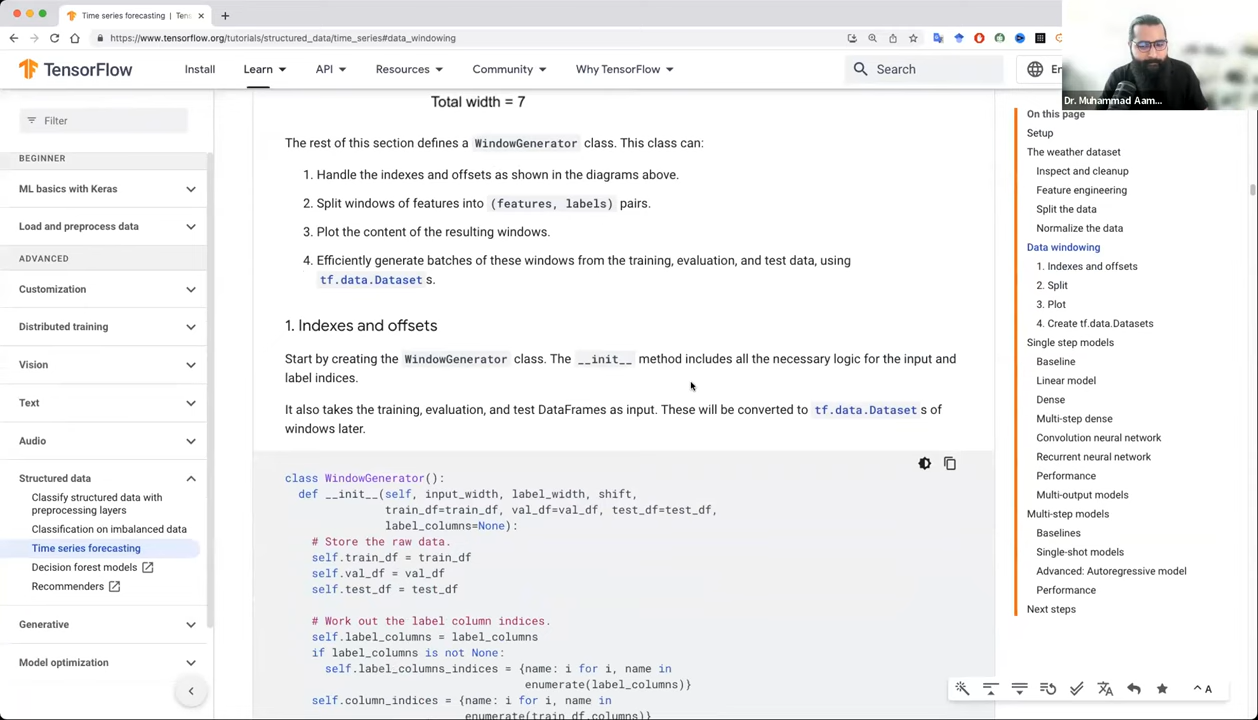 Time series forecasting | Tens
https://www.tensorflow.org/tutorials/structured_data/time_series#data_windowing
TensorFlow
Install
Learn
API
Resources
Community
Why TensorFlow
Search
En
Dr. Muhammad Aam...
Filter
BEGINNER
ML basics with Keras
Load and preprocess data
ADVANCED
Customization
Distributed training
Vision
Text
Audio
Structured data
Classify structured data with
preprocessing layers
Classification on imbalanced data
Time series forecasting
Decision forest models
Recommenders
Generative
Model optimization
Total width = 7
The rest of this section defines a WindowGenerator class. This class can:
1. Handle the indexes and offsets as shown in the diagrams above.
2. Split windows of features into (features, labels) pairs.
3. Plot the content of the resulting windows.
4. Efficiently generate batches of these windows from the training, evaluation, and test data, using
tf.data.Dataset s.
1. Indexes and offsets
Start by creating the WindowGenerator class. The __init__ method includes all the necessary logic for the input and
label indices.
It also takes the training, evaluation, and test DataFrames as input. These will be converted to tf.data.Dataset s of
windows later.
class WindowGenerator():
def __init__(self, input_width, label_width, shift,
train_df=train_df, val_df=val_df, test_df=test_df,
label_columns=None):
# Store the raw data.
self.train_df = train_df
self.val_df = val_df
self.test_df = test_df
# Work out the label column indices.
self.label_columns = label_columns
if label_columns is not None:
self.label_columns_indices = {name: i for i, name in
enumerate(label_columns)}
self.column_indices = {name: i for i, name in
enumerate(train_df.columns)}
On this page
Setup
The weather dataset
Inspect and cleanup
Feature engineering
Split the data
Normalize the data
Data windowing
1. Indexes and offsets
2. Split
3. Plot
4. Create tf.data.Datasets
Single step models
Baseline
Linear model
Dense
Multi-step dense
Convolution neural network
Recurrent neural network
Performance
Multi-output models
Multi-step models
Baselines
Single-shot models
Advanced: Autoregressive model
Performance
Next steps
A